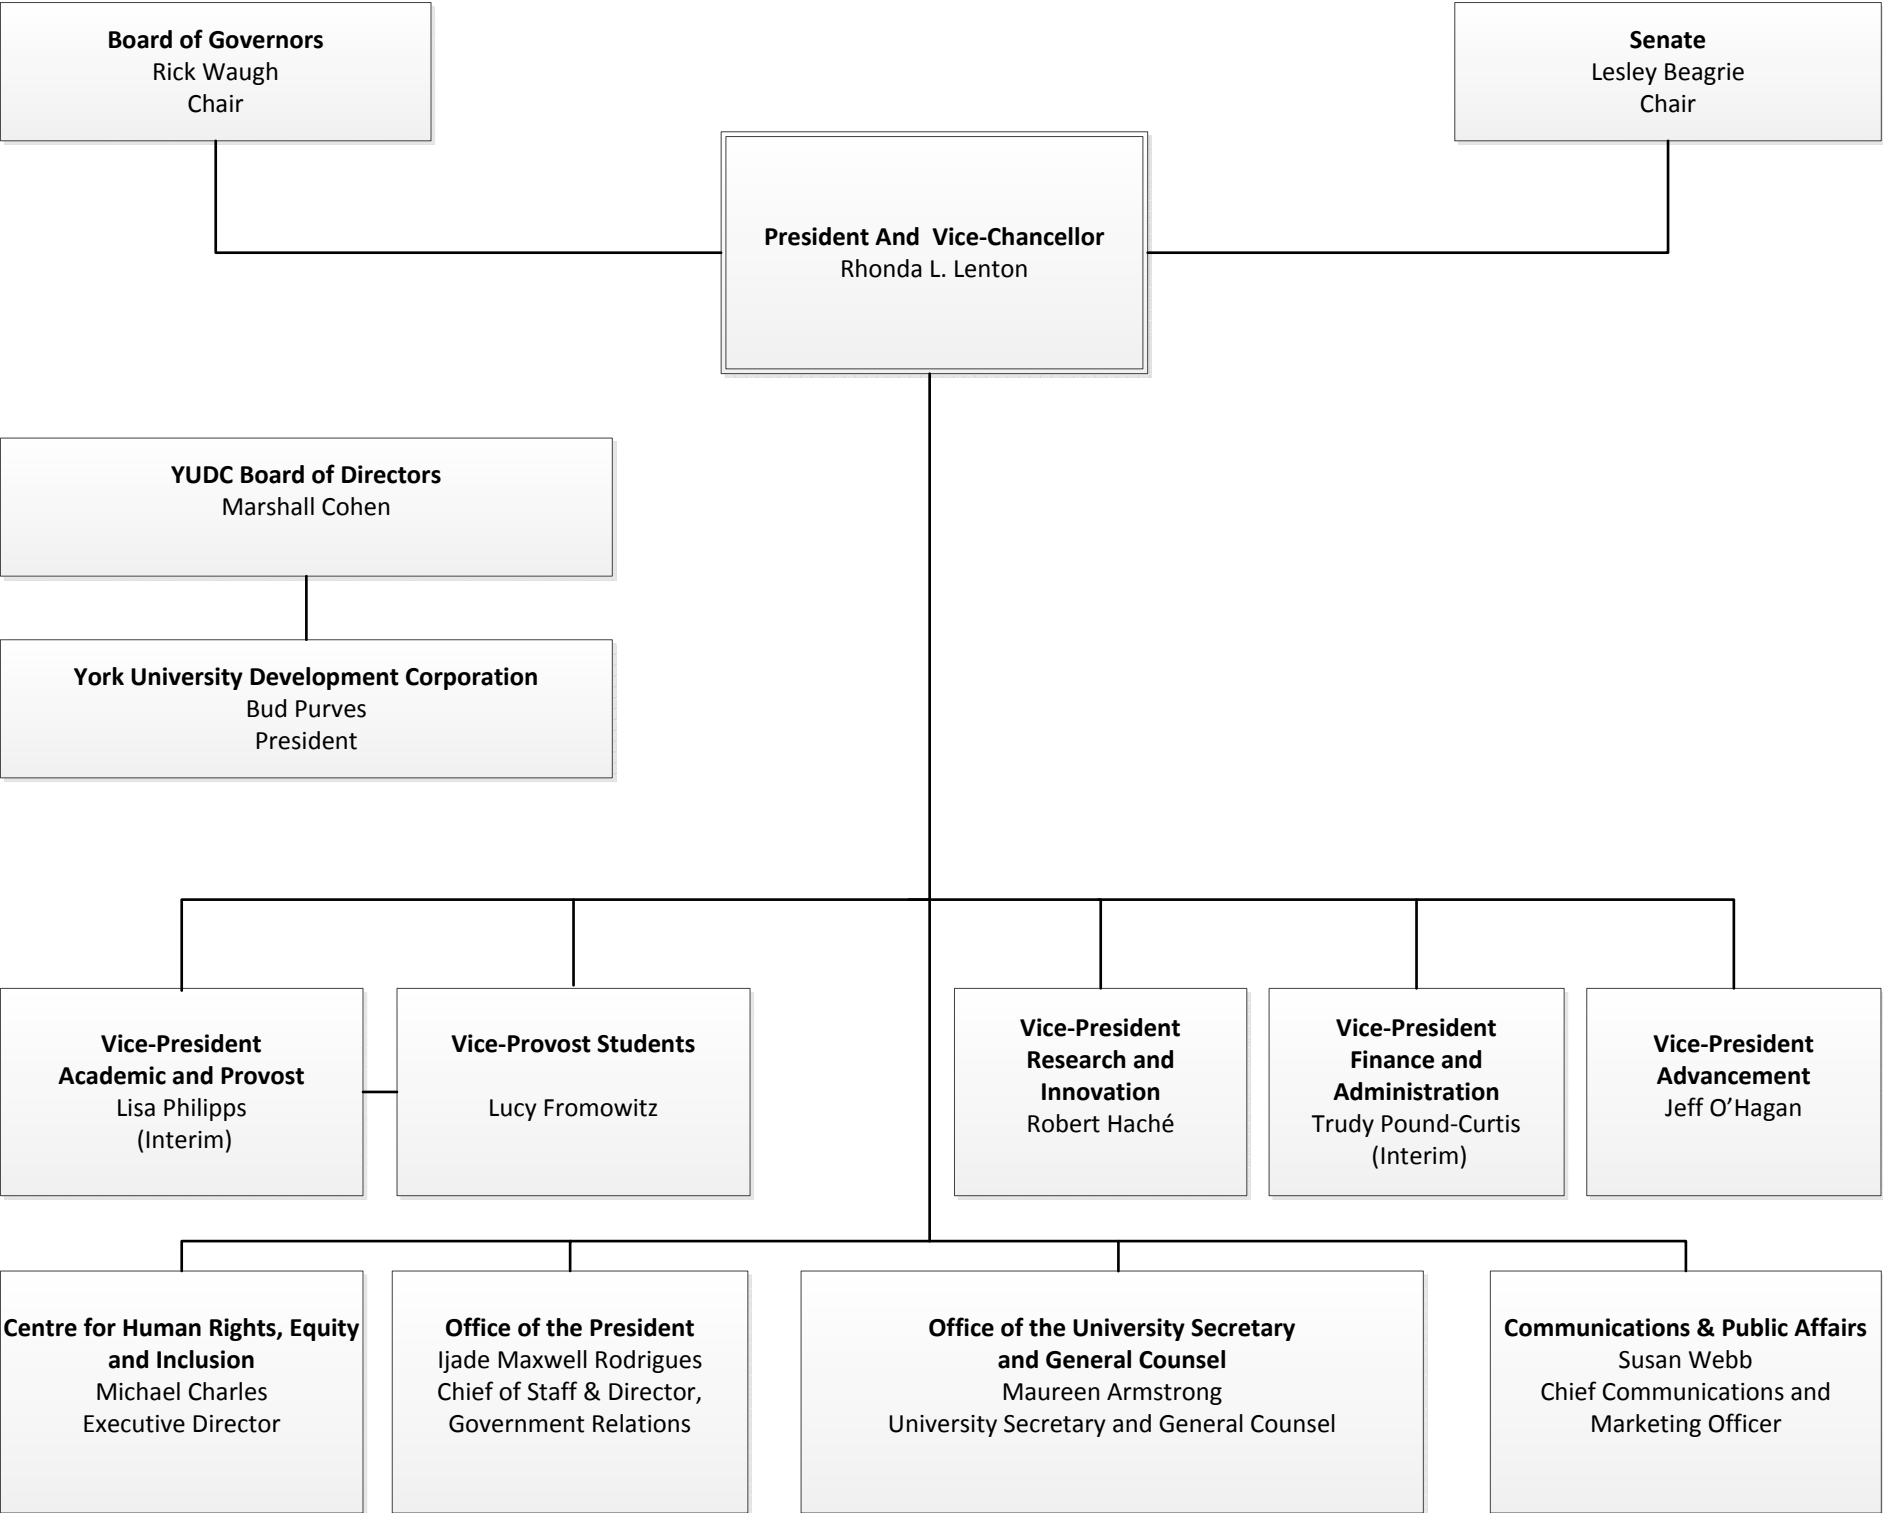 Board of Governors
Rick Waugh
Chair
Senate
Lesley Beagrie
Chair
President And  Vice-Chancellor
Rhonda L. Lenton
YUDC Board of Directors
Marshall Cohen
York University Development Corporation
Bud Purves
President
Vice-President
Academic and Provost
Lisa Philipps
(Interim)
Vice-Provost Students
Lucy Fromowitz
Vice-President
Research and
Innovation
Robert Haché
Vice-President
Finance and
Administration
Trudy Pound-Curtis
(Interim)
Vice-President
Advancement
Jeff O’Hagan
Centre for Human Rights, Equity
and Inclusion
Michael Charles
Executive Director
Office of the President
Ijade Maxwell Rodrigues
Chief of Staff & Director,
Government Relations
Office of the University Secretary
and General Counsel
Maureen Armstrong
University Secretary and General Counsel
Communications & Public Affairs
Susan Webb
Chief Communications and
Marketing Officer